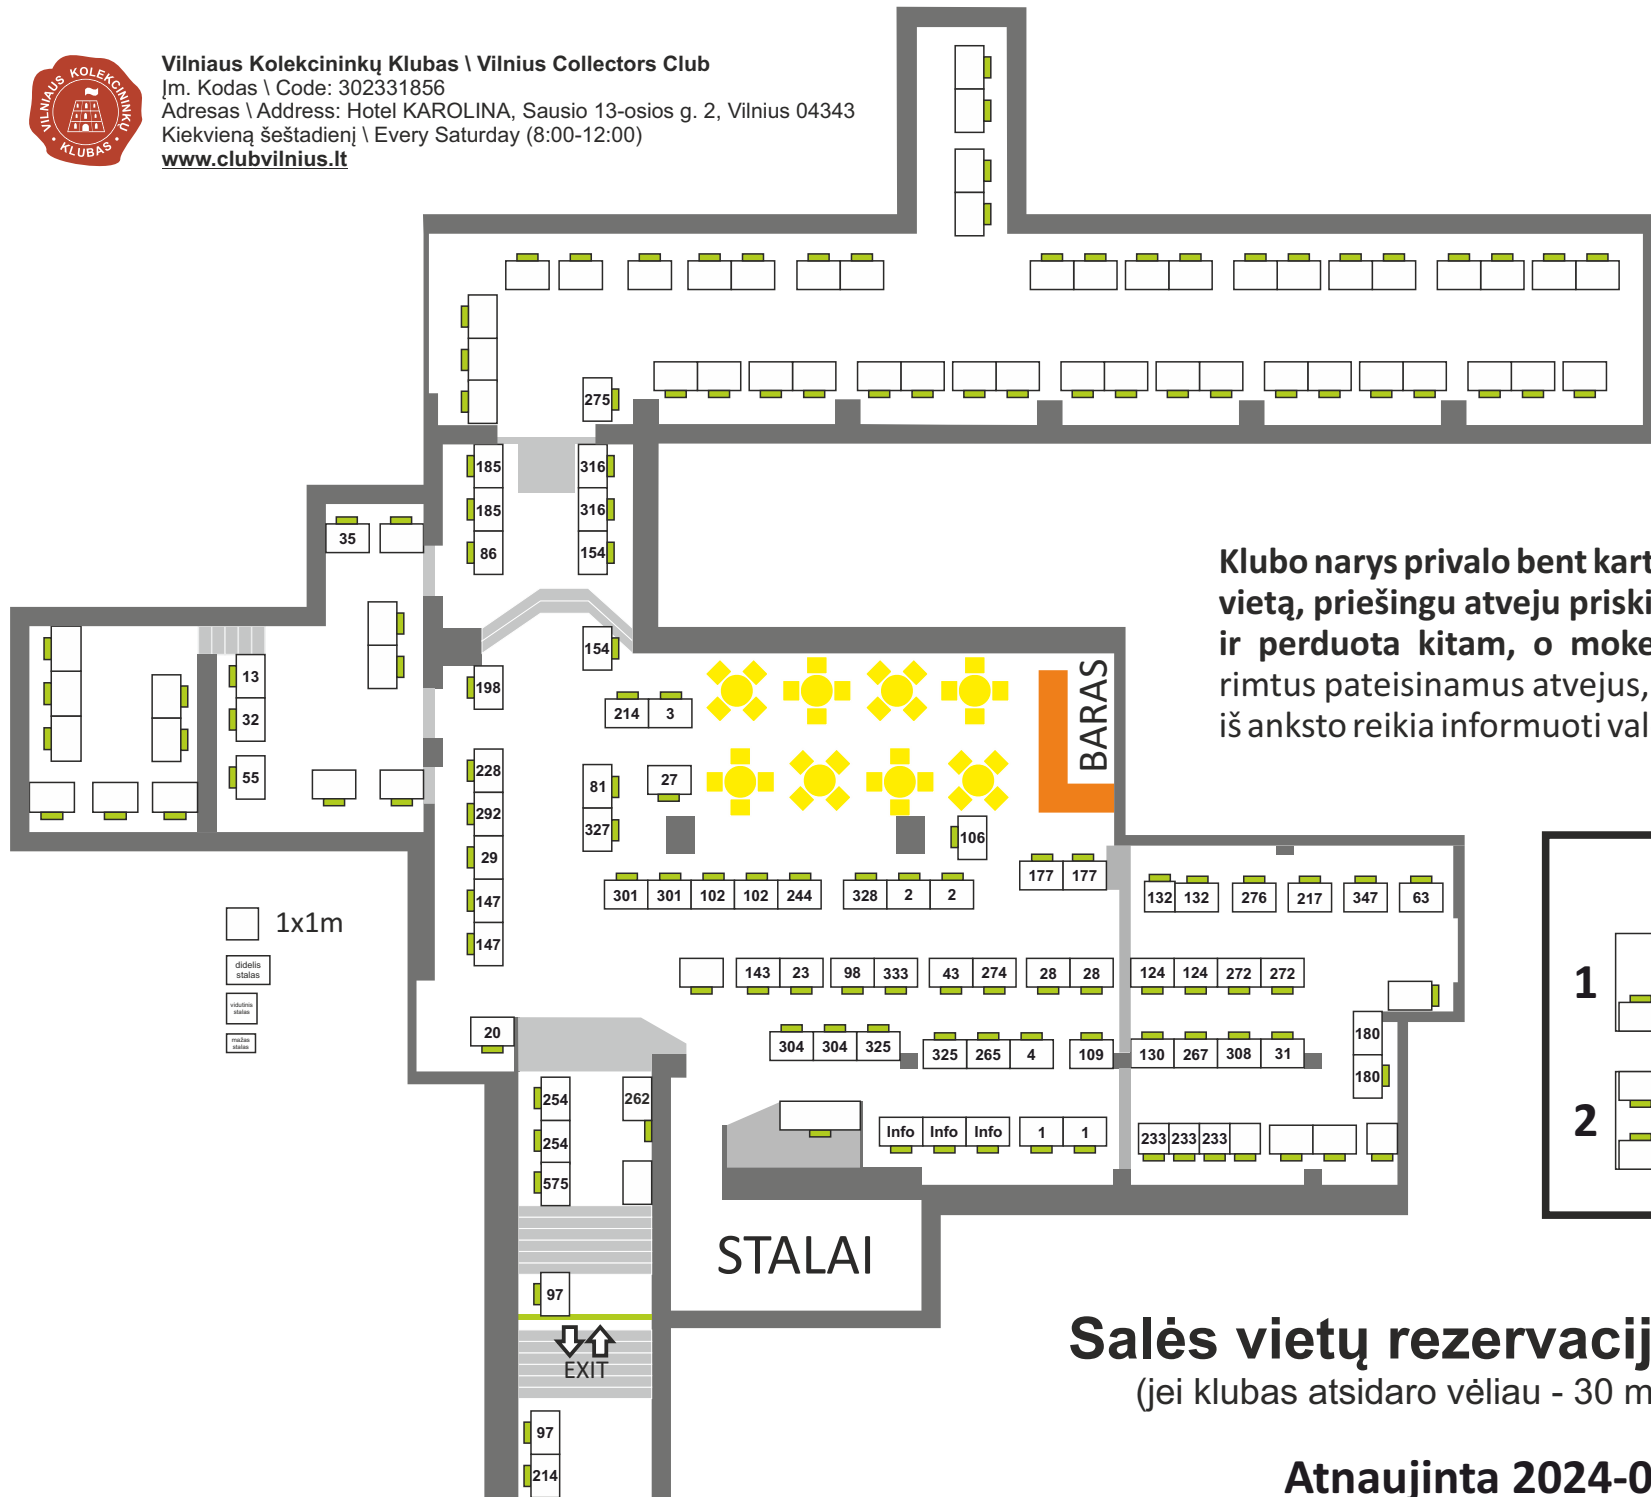 VILNIAUS KOLEKCININKŲ
• KLUBAS •
Vilniaus Kolekcininkų Klubas \ Vilnius Collectors Club
Įm. Kodas \ Code: 302331856
Adresas \ Address: Hotel KAROLINA, Sausio 13-osios g. 2, Vilnius 04343
Kiekvieną šeštadienį \ Every Saturday (8:00-12:00)
www.clubvilnius.lt
275
185 316
185 316
86 154
35
Klubo narys privalo bent kart
vietą, priešingu atveju priski
ir perduota kitam, o moke
rimtus pateisinamus atvejus,
iš anksto reikia informuoti val
154
13
198
32
214 3
BARAS
55
228
81 27
292
327
106
29
177 177
147
301 301 102 102 244 328 2 2
132 132 276 217 347 63
147
1x1m
didelis
stalas
vidutinis
stalas
mažas
stalas
143 23 98 333 43 274 28 28 124 124 272 272
1
20
304 304 325 325 265 4 109 130 267 308 31
180
180
254 262
254
575
Info Info Info 1 1 233 233 233
2
STALAI
97
EXIT
97
214
Salės vietų rezervacij
(jei klubas atsidaro vėliau - 30 m
Atnaujinta 2024-0